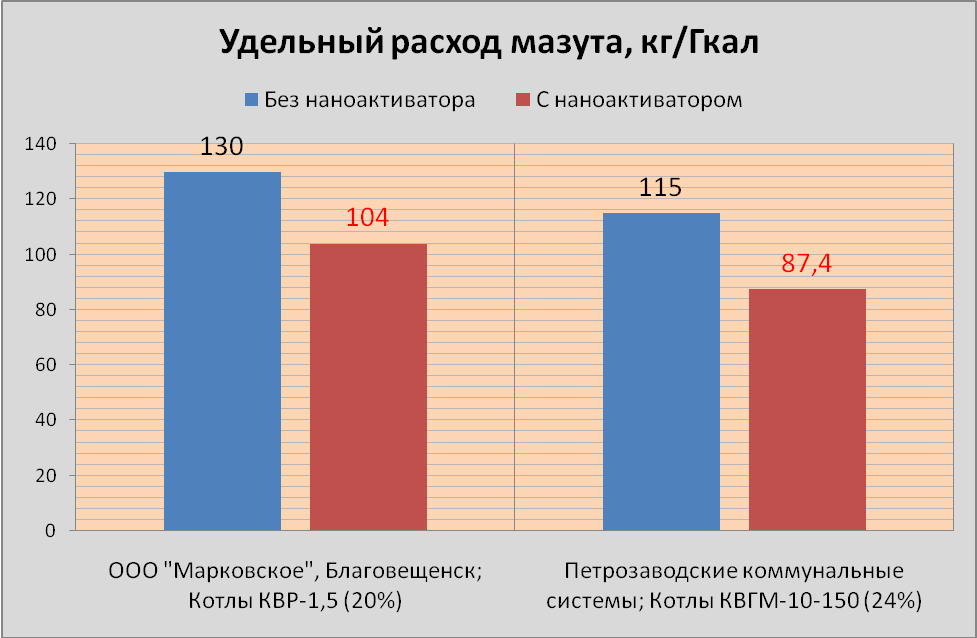 Удельный расход мазута, кг/Гкал
Без наноактиватора
С наноактиватором
140
120
100
80
60
40
20
0
130
104
115
87,4
ООО "Марковское", Благовещенск;
Котлы КВР-1,5 (20%)
Петрозаводские коммунальные
системы; Котлы КВГМ-10-150 (24%)